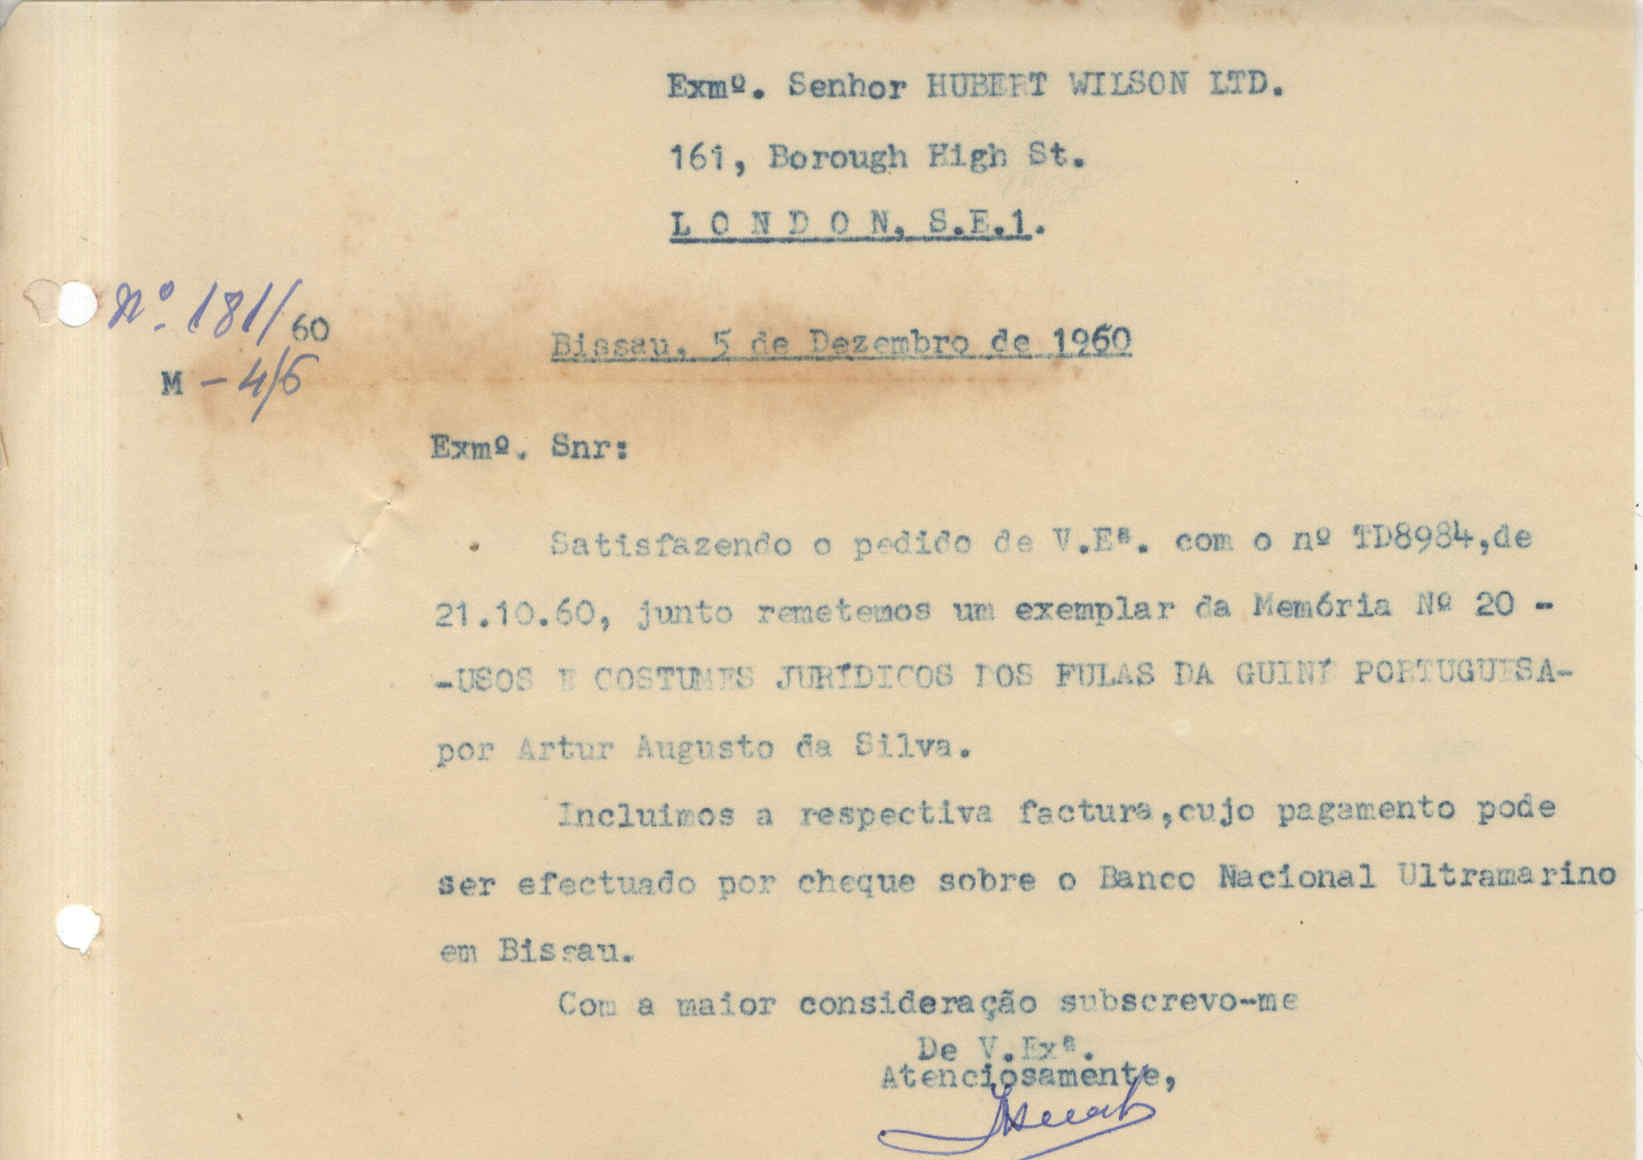 Exmº. Senhor HUBERT WILSON LTD.
161, Borough High St.
L O N D O N, S.E.1.
Nº. 181/60
Bissau, 5 de Dezembro de 1960
M - 4/6
Exmº. Snr:
Satisfazendo o pedido de V.Eª. com o nº TD8984,de
21.10.60, junto remetemos um exemplar da Memória Nº 20 -
-USOS E COSTUMES JURÍDICOS DOS FULAS DA GUINÉ PORTUGUESA-
por Artur Augusto da Silva.
Incluimos a respectiva factura,cujo pagamento pode
ser efectuado por cheque sobre o Banco Nacional Ultramarino
em Bissau.
Com a maior consideração subscrevo-me
De V.Exª.
Atenciosamente,